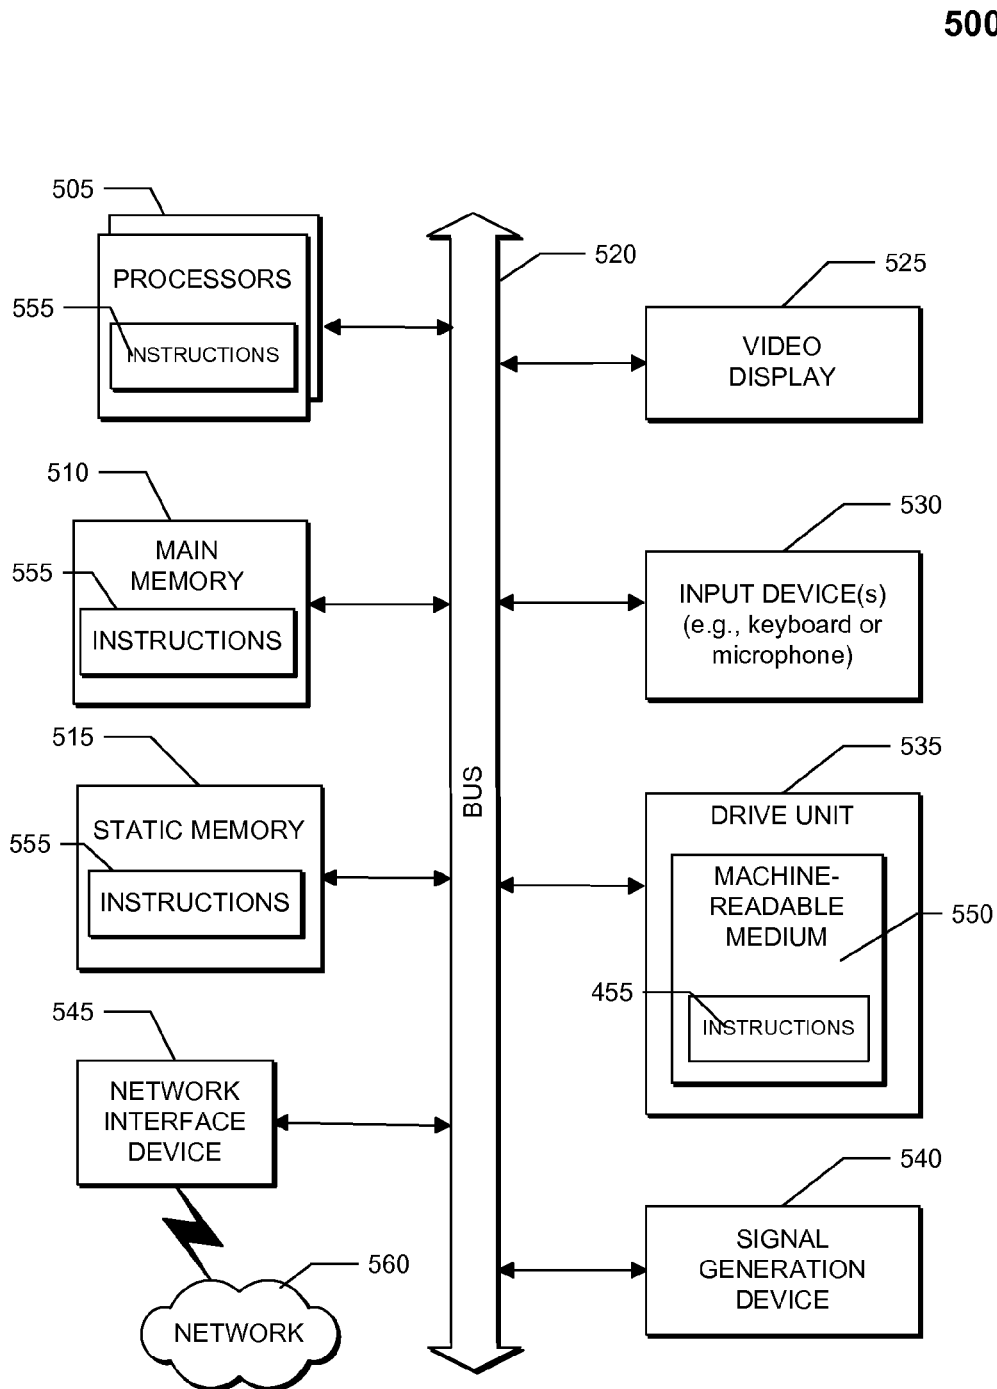 500
505
PROCESSORS
555
INSTRUCTIONS
510
MAIN
MEMORY
555
INSTRUCTIONS
515
STATIC MEMORY
555
INSTRUCTIONS
545
NETWORK
INTERFACE
DEVICE
560
NETWORK
520
BUS
525
VIDEO
DISPLAY
530
INPUT DEVICE(s)
(e.g., keyboard or
microphone)
535
DRIVE UNIT
MACHINE-
READABLE
MEDIUM
550
455
INSTRUCTIONS
540
SIGNAL
GENERATION
DEVICE